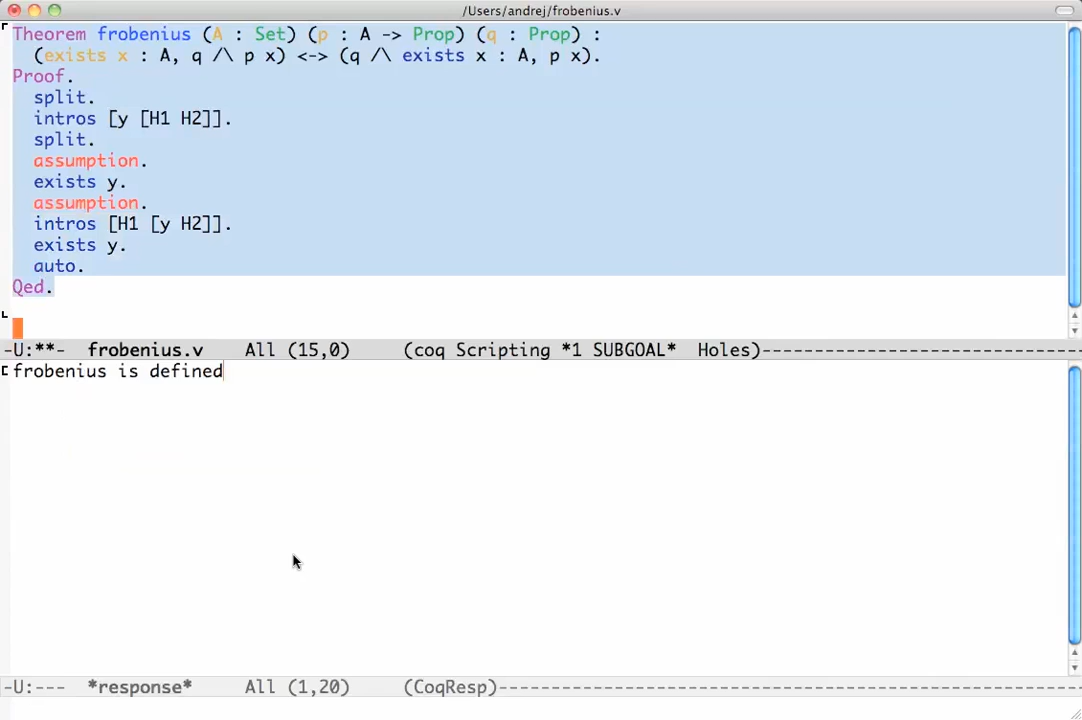 /Users/andrej/frobenius.v
Theorem frobenius (A : Set) (p : A -> Prop) (q : Prop) :
(exists x : A, q /\ p x) <-> (q /\ exists x : A, p x).
Proof.
split.
intros [y [H1 H2]].
split.
assumption.
exists y.
assumption.
intros [H1 [y H2]].
exists y.
auto.
Qed.
-U:**- frobenius.v All (15,0) (coq Scripting *1 SUBGOAL* Holes)--------------------------------
frobenius is defined
-U:--- *response* All (1,20) (CoqResp)--------------------------------------------------------